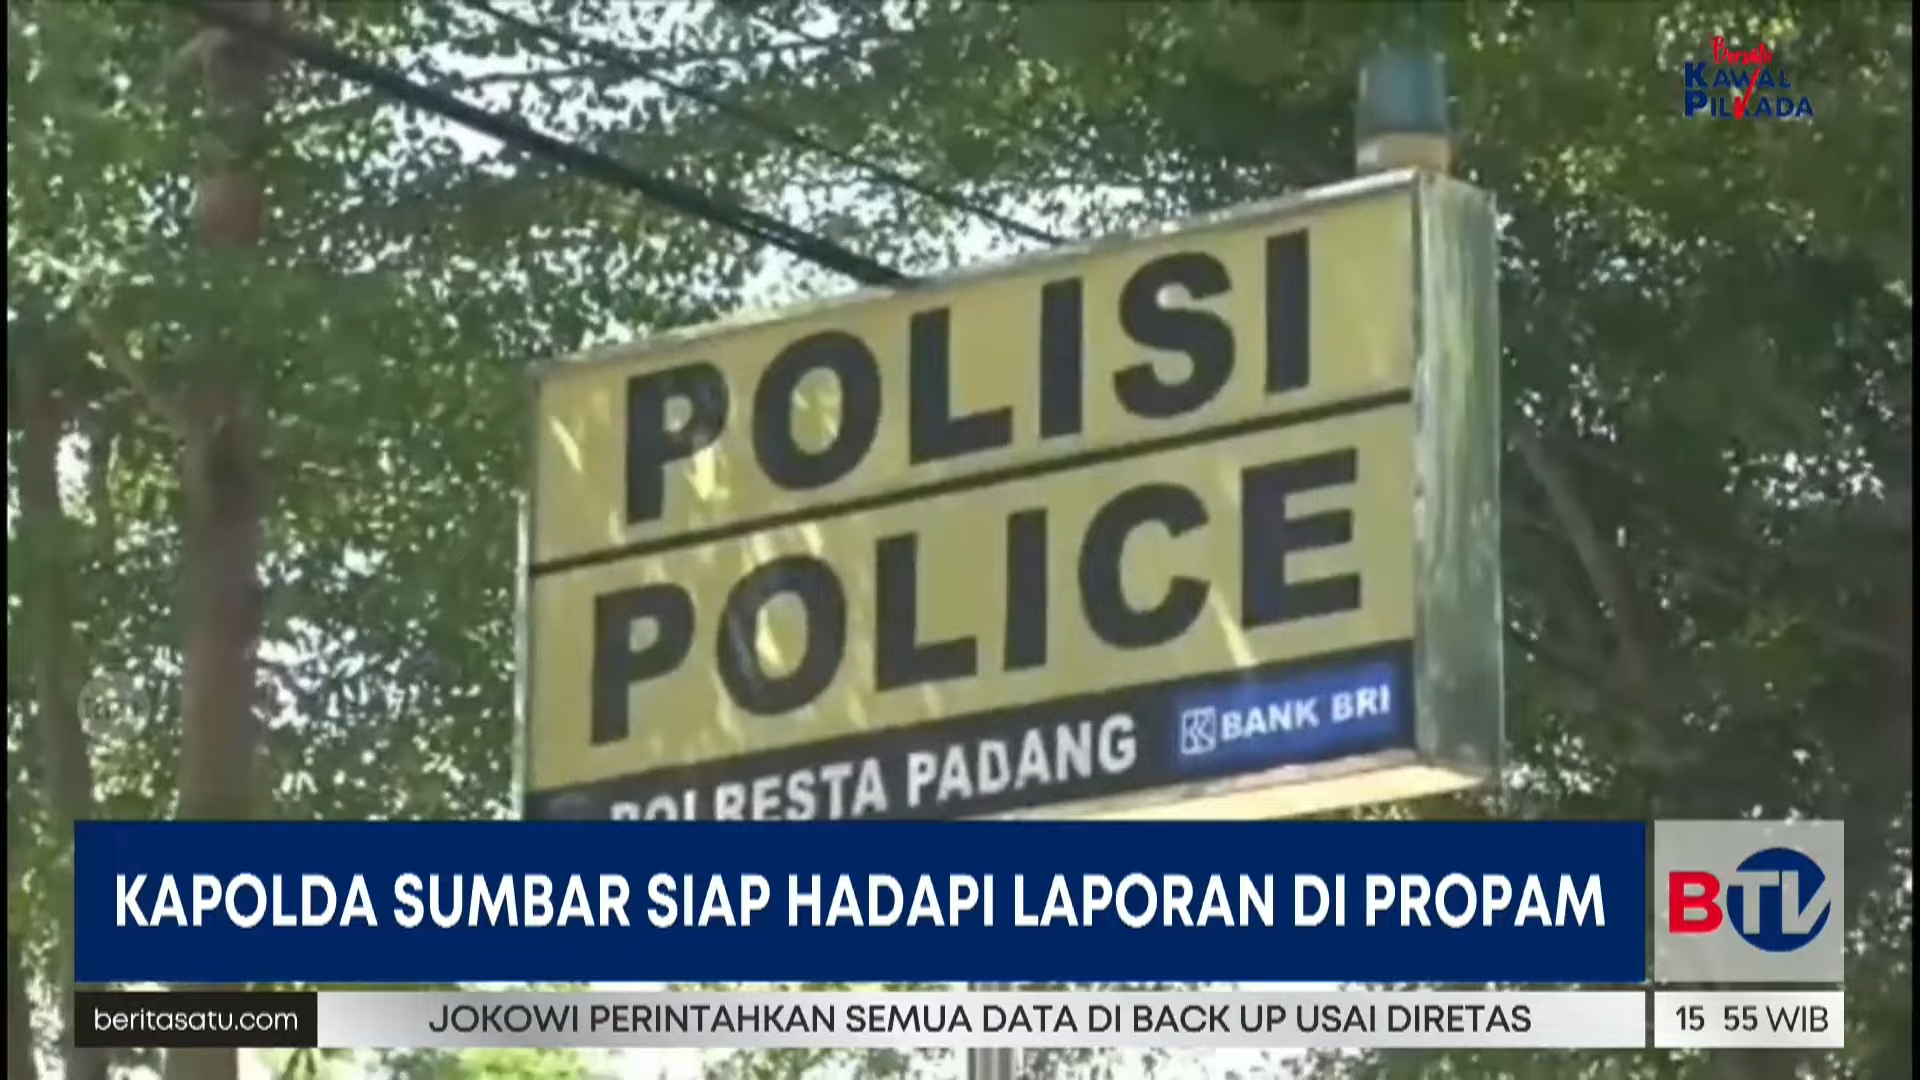 Bersatu
KAWAL
PILKADA
POLISI
POLICE
POLRESTA PADANG
BANK BRI
KAPOLDA SUMBAR SIAP HADAPI LAPORAN DI PROPAM
BTV
beritasatu.com
JOKOWI PERINTAHKAN SEMUA DATA DI BACK UP USAI DIRETAS
15 55 WIB